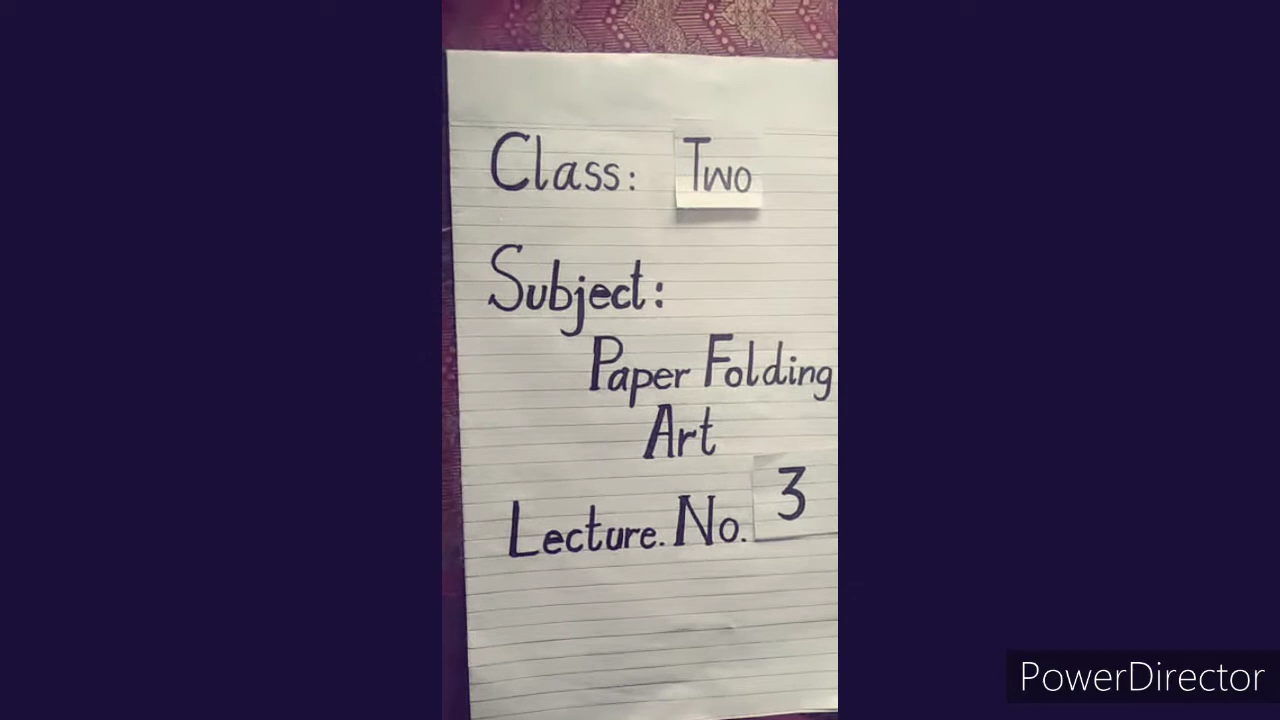 Class: Two
Subject:
Paper Folding
Art
Lecture. No. 3
PowerDirector